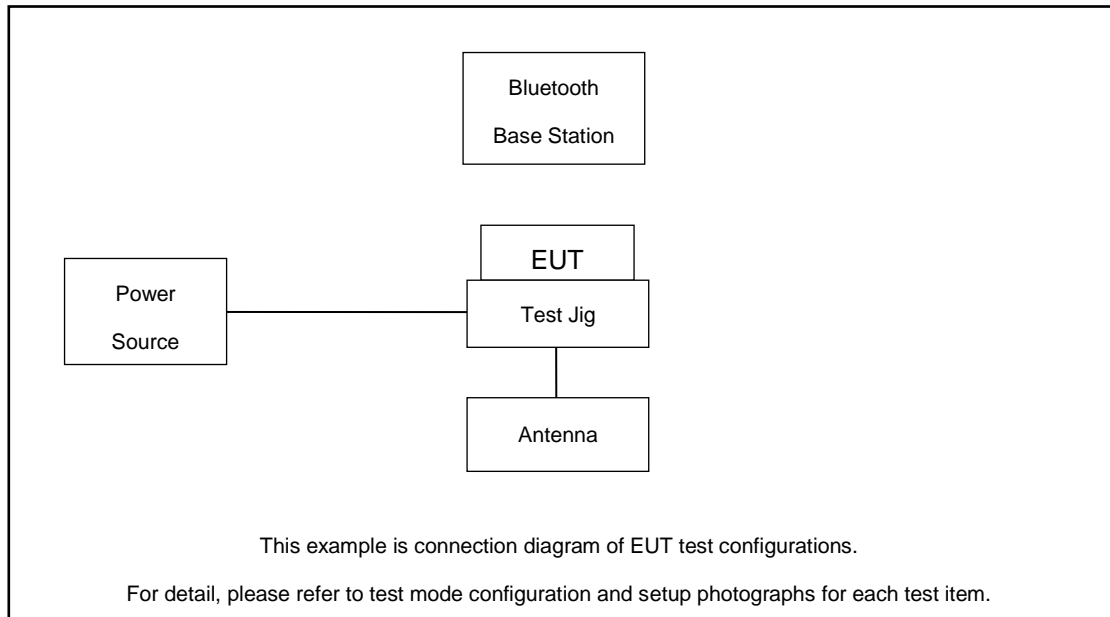 Bluetooth
Base Station
EUT
Power
Source
Test Jig
Antenna
This example is connection diagram of EUT test configurations.
For detail, please refer to test mode configuration and setup photographs for each test item.